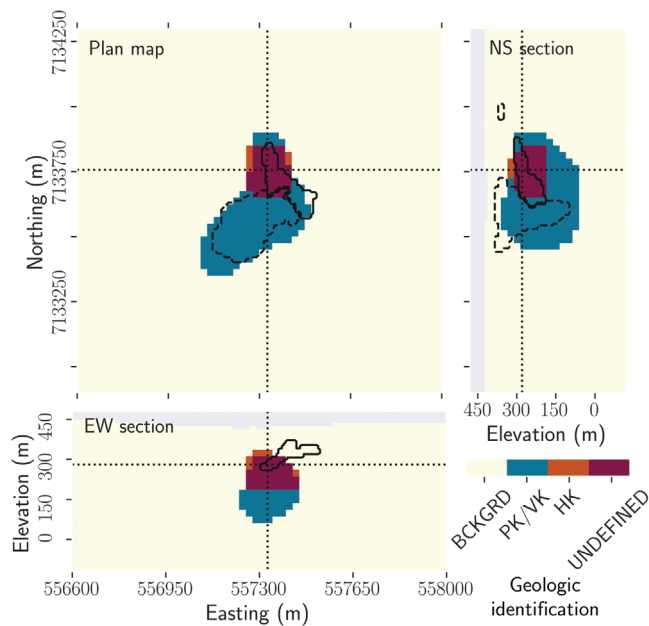 Plan map
NS section
7134250
7133750
7133250
Northing (m)
450 300 150 0
Elevation (m)
EW section
450
300
150
0
Elevation (m)
556600 556950 557300 557650 558000
Easting (m)
BCKGRD
PK/VK
HK
UNDEFINED
Geologic
identification